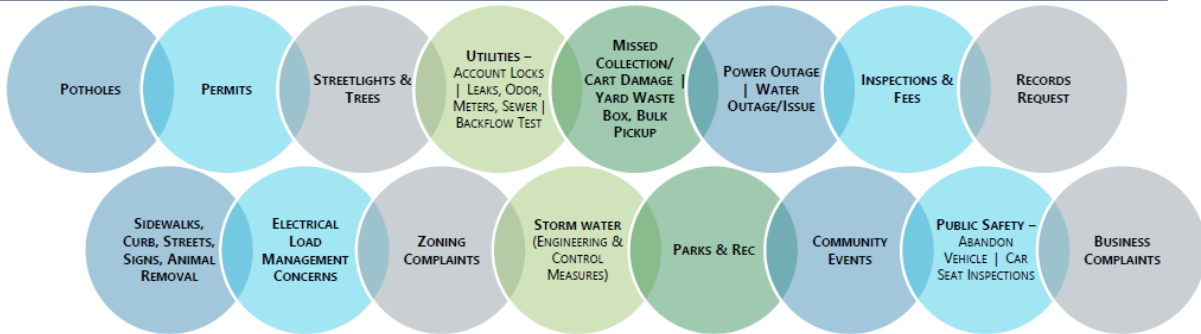 POTHOLES
PERMITS
STREETLIGHTS &
TREES
UTILITIES –
ACCOUNT LOCKS
| LEAKS, ODOR,
METERS, SEWER |
BACKFLOW TEST
MISSED
COLLECTION/
CART DAMAGE |
YARD WASTE
BOX, BULK
PICKUP
POWER OUTAGE
| WATER
OUTAGE/ISSUE
INSPECTIONS &
FEES
RECORDS
REQUEST
SIDEWALKS,
CURB, STREETS,
SIGNS, ANIMAL
REMOVAL
ELECTRICAL
LOAD
MANAGEMENT
CONCERNS
ZONING
COMPLAINTS
STORM WATER
(ENGINEERING &
CONTROL
MEASURES)
PARKS & REC
COMMUNITY
EVENTS
PUBLIC SAFETY –
ABANDON
VEHICLE | CAR
SEAT INSPECTIONS
BUSINESS
COMPLAINTS